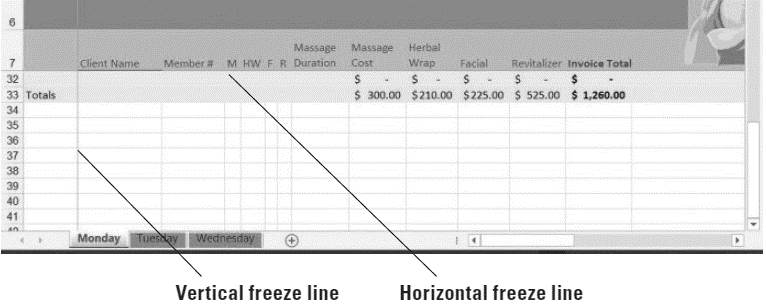 6
Massage Massage Herbal
7 Client Name Member # M HW F R Duration Cost Wrap Facial Revitalizer Invoice Total
32 $ - $ - $ - $ - $ -
33 Totals $ 300.00 $210.00 $225.00 $ 525.00 $ 1,260.00
34
35
36
37
38
39
40
41
Monday Tuesday Wednesday
Vertical freeze line Horizontal freeze line